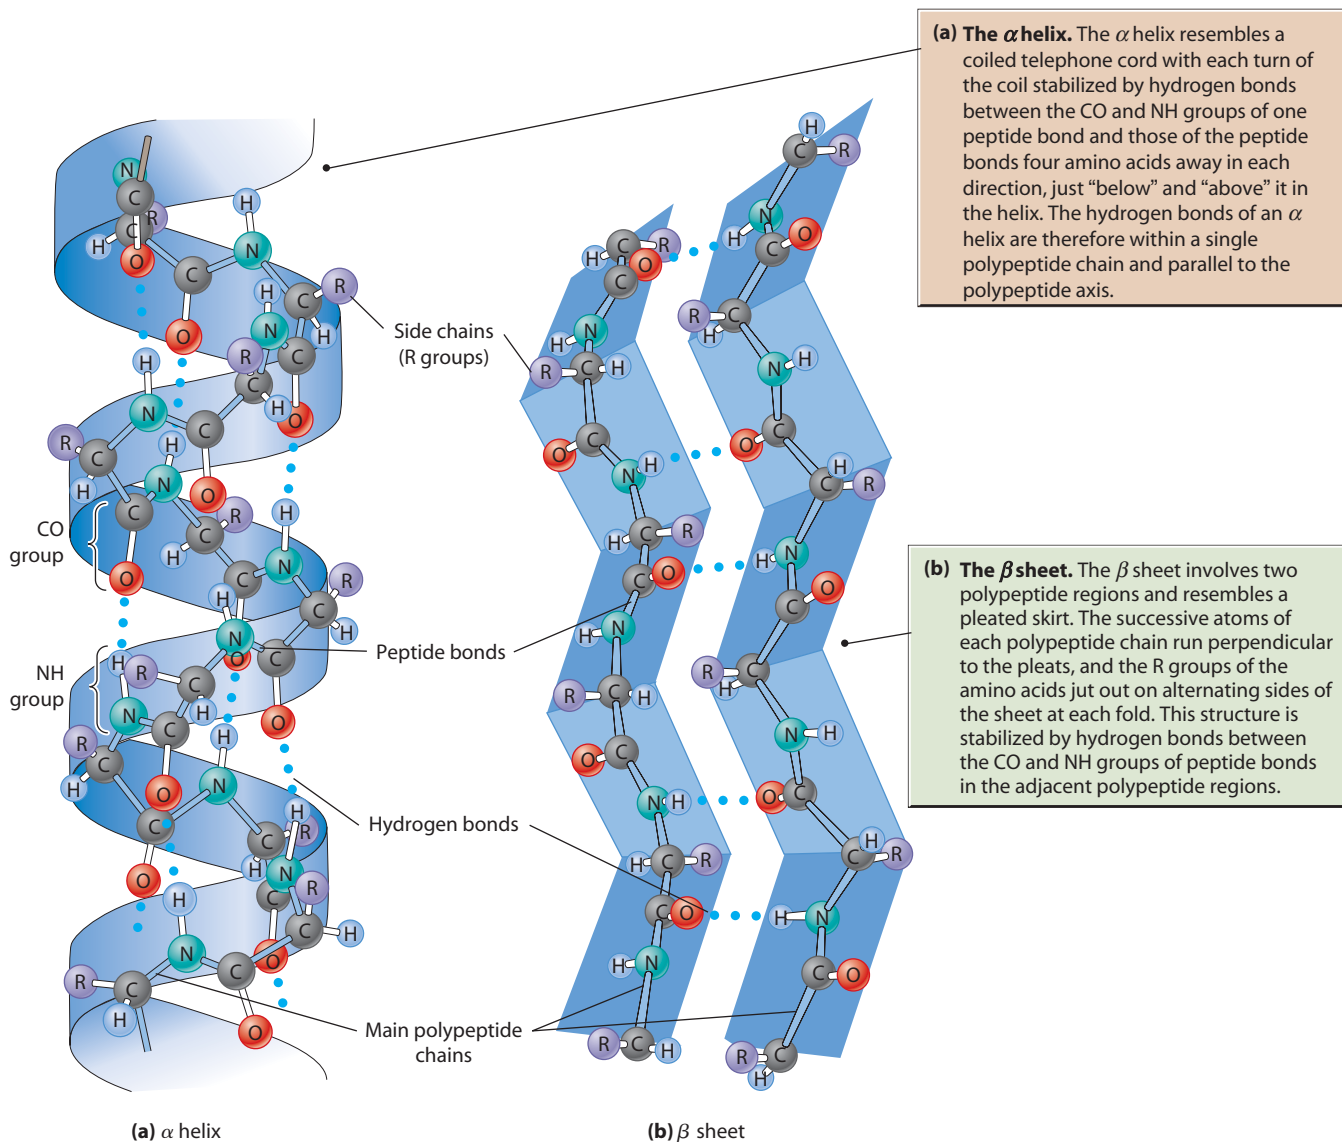 (a) The α helix. The α helix resembles a
coiled telephone cord with each turn of
the coil stabilized by hydrogen bonds
between the CO and NH groups of one
peptide bond and those of the peptide
bonds four amino acids away in each
direction, just “below” and “above” it in
the helix. The hydrogen bonds of an α
helix are therefore within a single
polypeptide chain and parallel to the
polypeptide axis.
Side chains
(R groups)
CO
group
NH
group
Peptide bonds
Hydrogen bonds
Main polypeptide
chains
(b) The β sheet. The β sheet involves two
polypeptide regions and resembles a
pleated skirt. The successive atoms of
each polypeptide chain run perpendicular
to the pleats, and the R groups of the
amino acids jut out on alternating sides of
the sheet at each fold. This structure is
stabilized by hydrogen bonds between
the CO and NH groups of peptide bonds
in the adjacent polypeptide regions.
(a) α helix
(b) β sheet